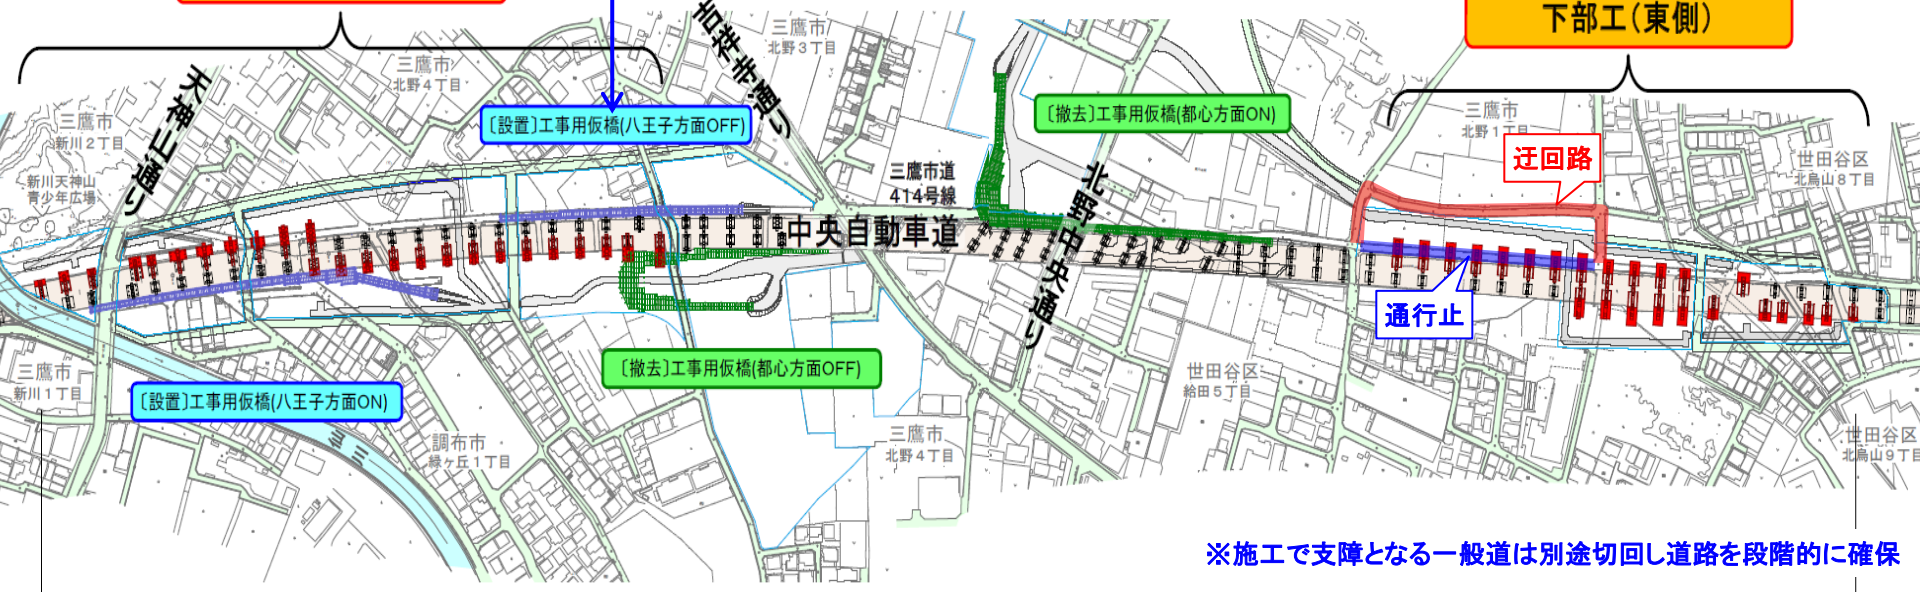 下部工(東側)
三鷹市
北野3丁目
吉祥寺通り
三鷹市
北野4丁目
天神山通り
〔設置〕工事用仮橋(八王子方面OFF)
〔撤去〕工事用仮橋(都心方面ON)
三鷹市
北野1丁目
迂回路
世田谷区
北烏山8丁目
三鷹市
新川2丁目
新川天神山
青少年広場
三鷹市道
414号線
北野中央通り
中央自動車道
通行止
〔撤去〕工事用仮橋(都心方面OFF)
三鷹市
新川1丁目
〔設置〕工事用仮橋(八王子方面ON)
世田谷区
給田5丁目
調布市
緑ヶ丘1丁目
三鷹市
北野4丁目
世田谷区
北烏山9丁目
※施工で支障となる一般道は別途切回し道路を段階的に確保